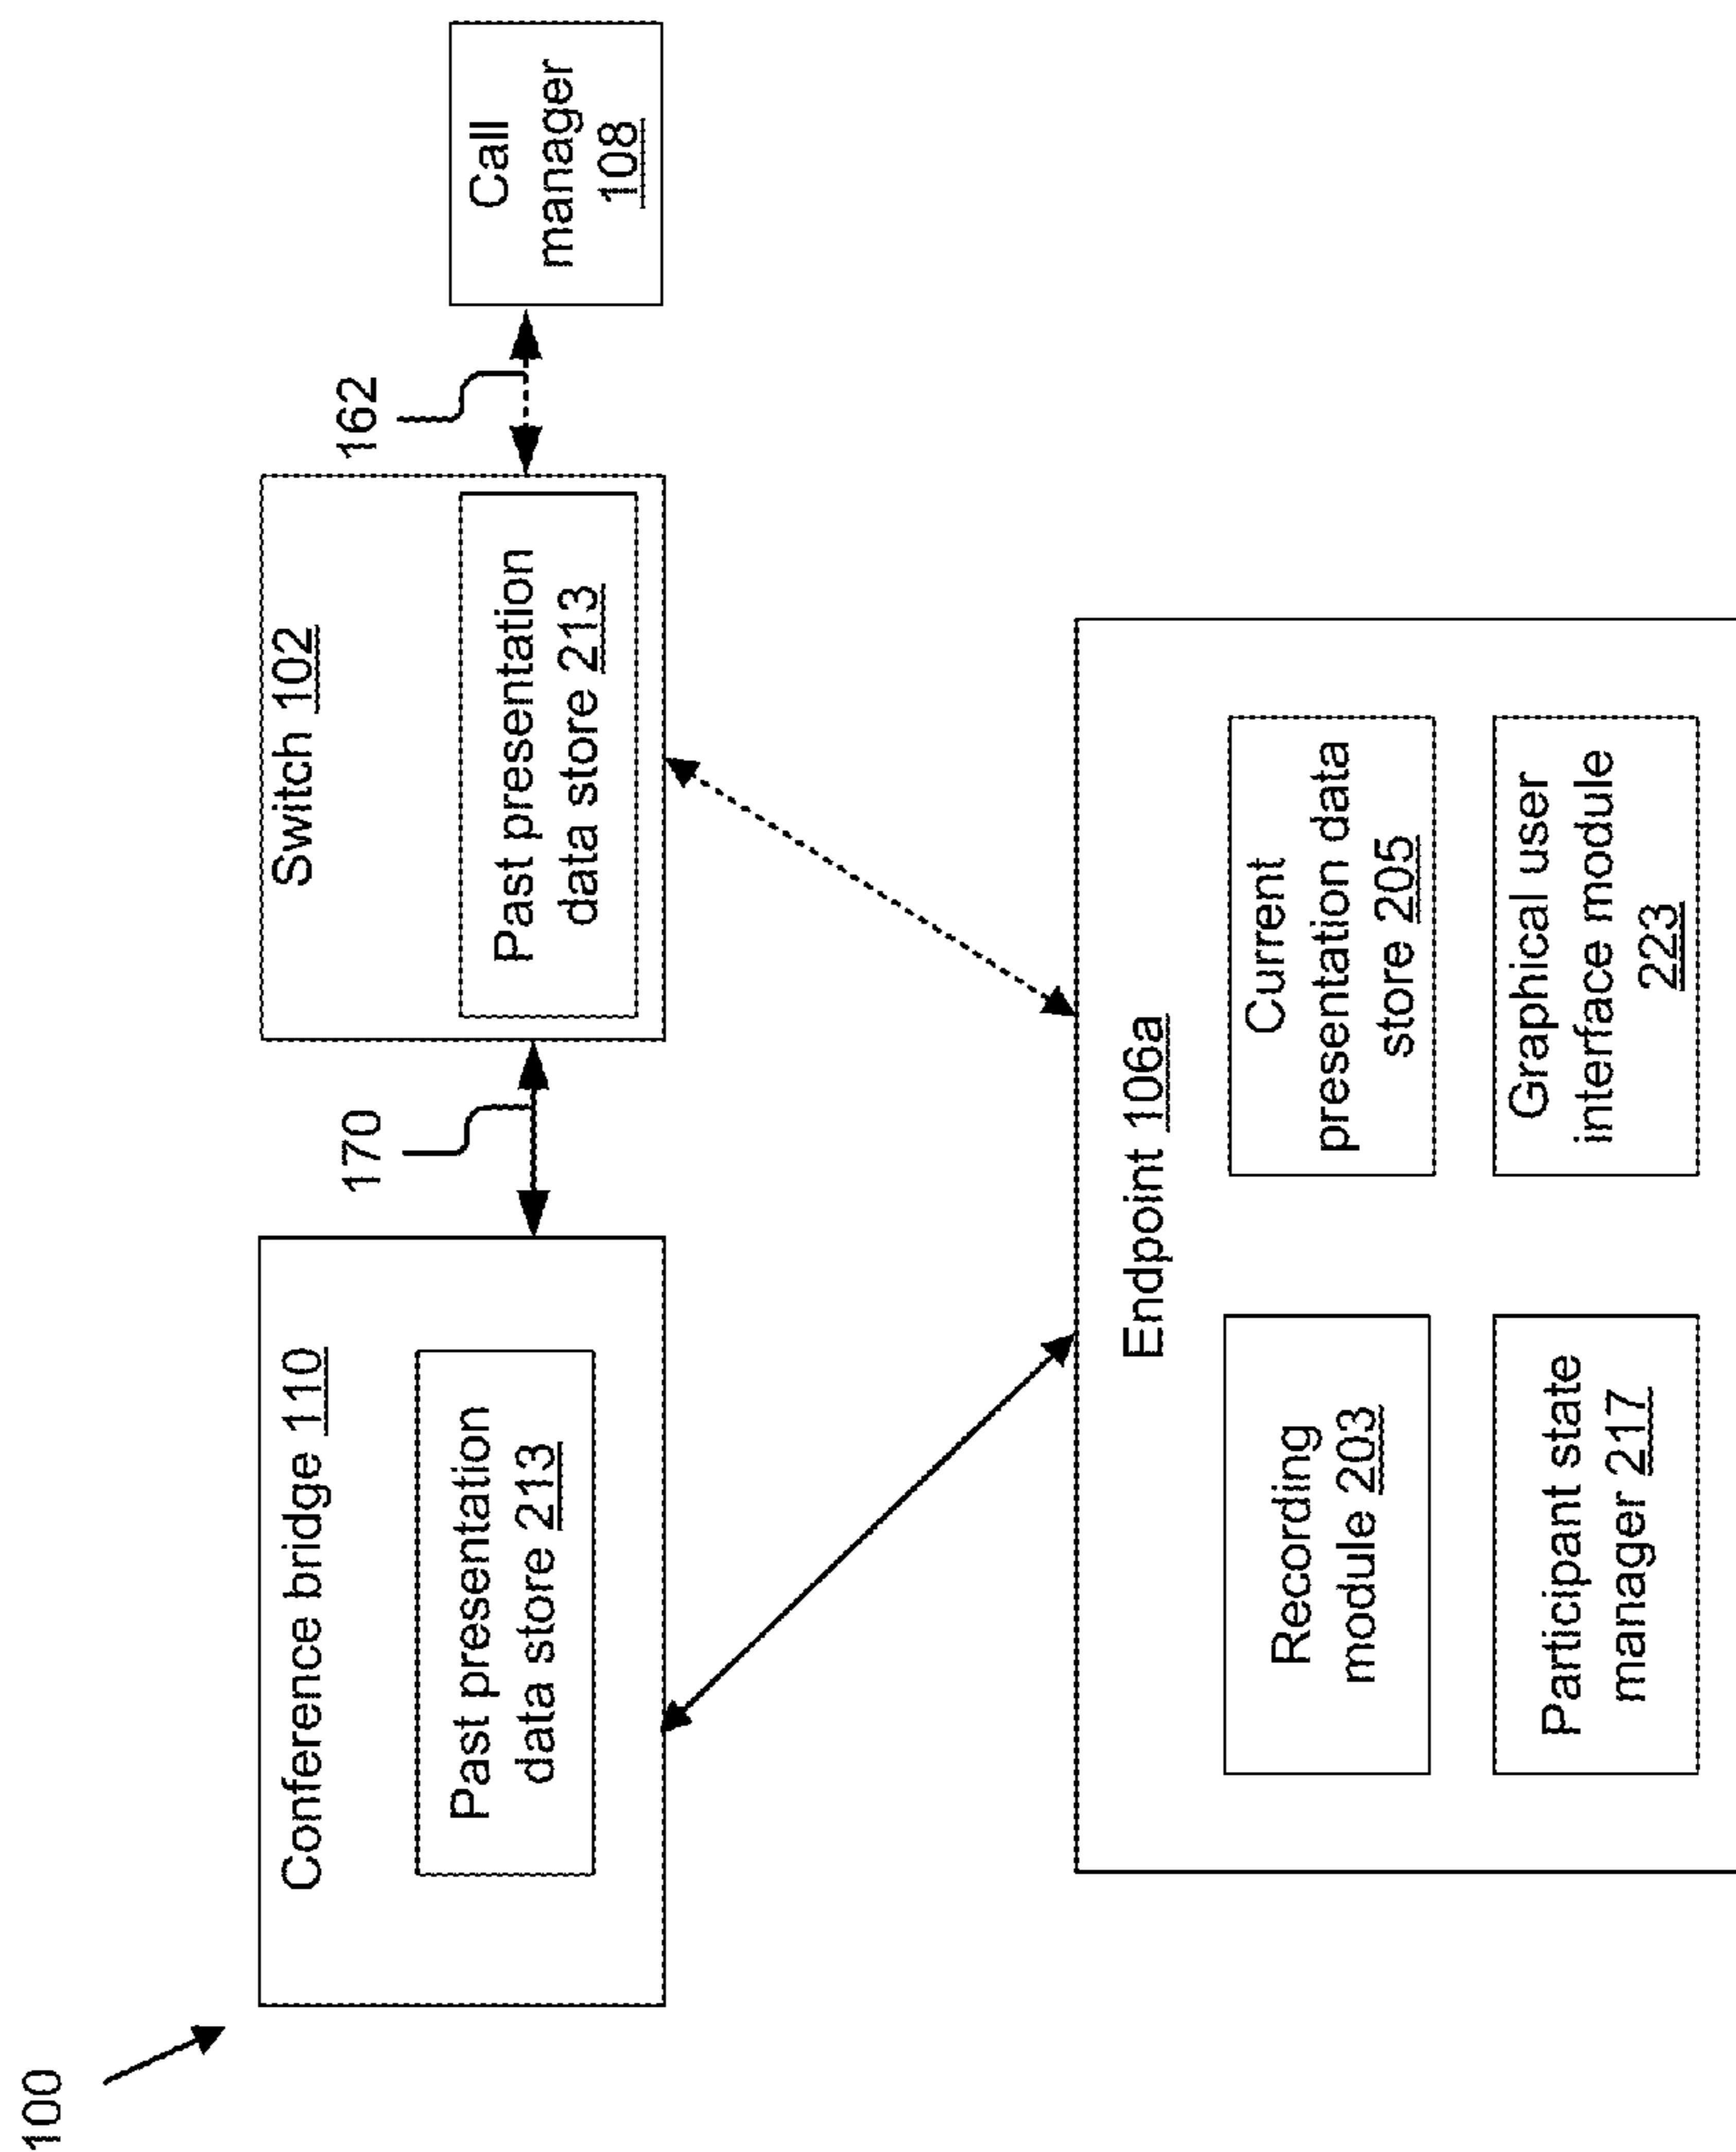 100
Conference bridge 110
Past presentation
data store 213
170
Switch 102
Past presentation
data store 213
162
Call
manager
108
Endpoint 106a
Recording
module 203
Current
presentation data
store 205
Participant state
manager 217
Graphical user
interface module
223